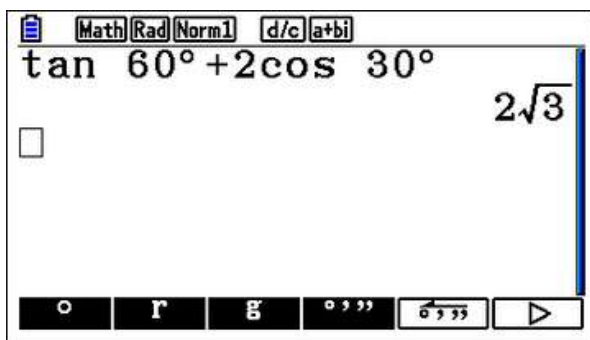 Math Rad Norm1 d/c a+bi
tan 60°+2cos 30°
2√3
° r g ° ’ ” ° ’ ” ▷